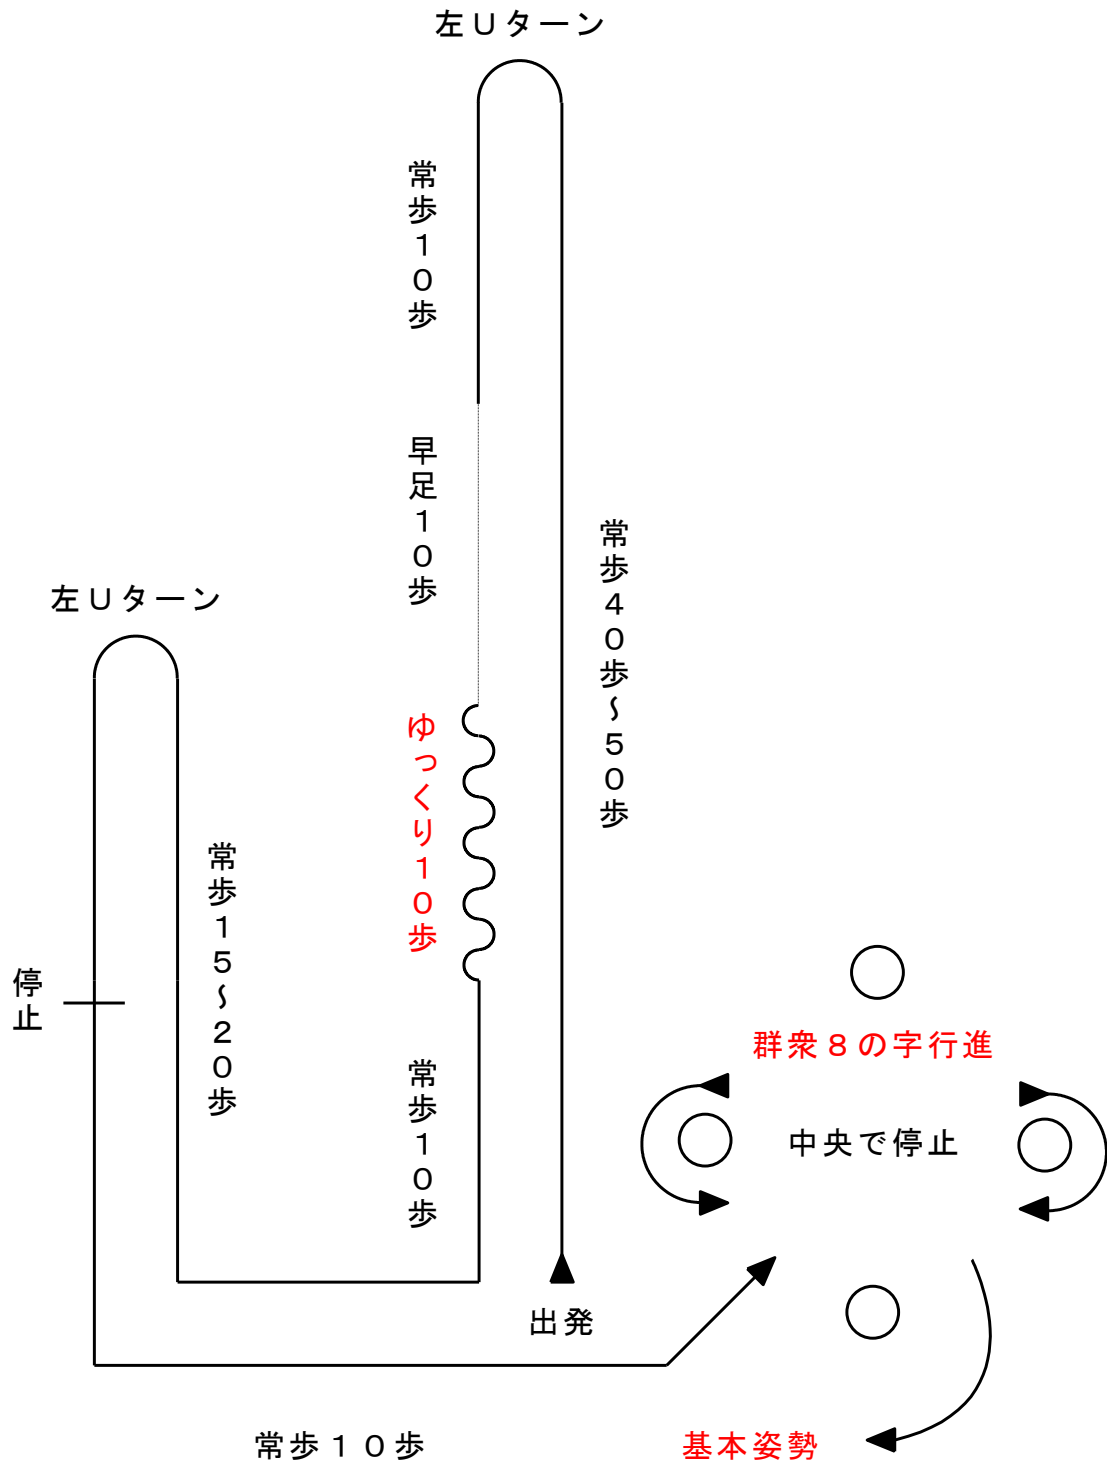 左Uターン
常歩10歩
早足10歩
常歩40歩～50歩
左Uターン
ゆっくり10歩
常歩15～20歩
停止
群衆8の字行進
常歩10歩
中央で停止
出発
常歩10歩
基本姿勢